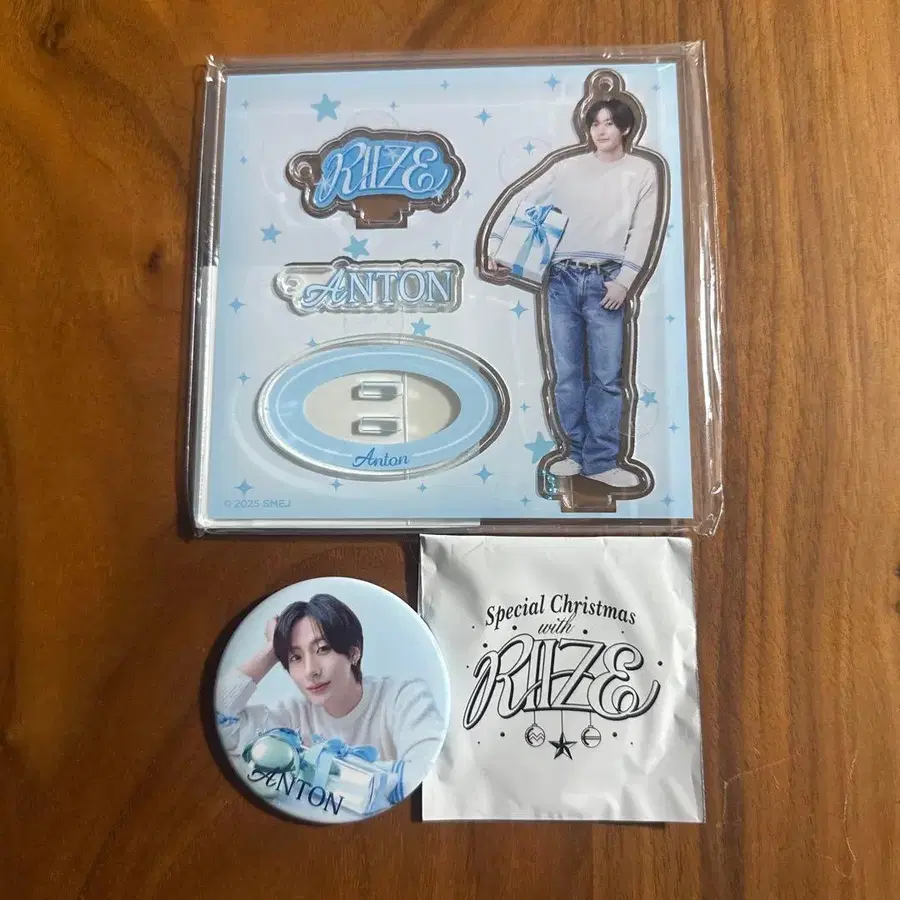 RIIZE
ANTON
Anton
© 2025 SMEJ
Special Christmas
with
RIIZE
ANTON